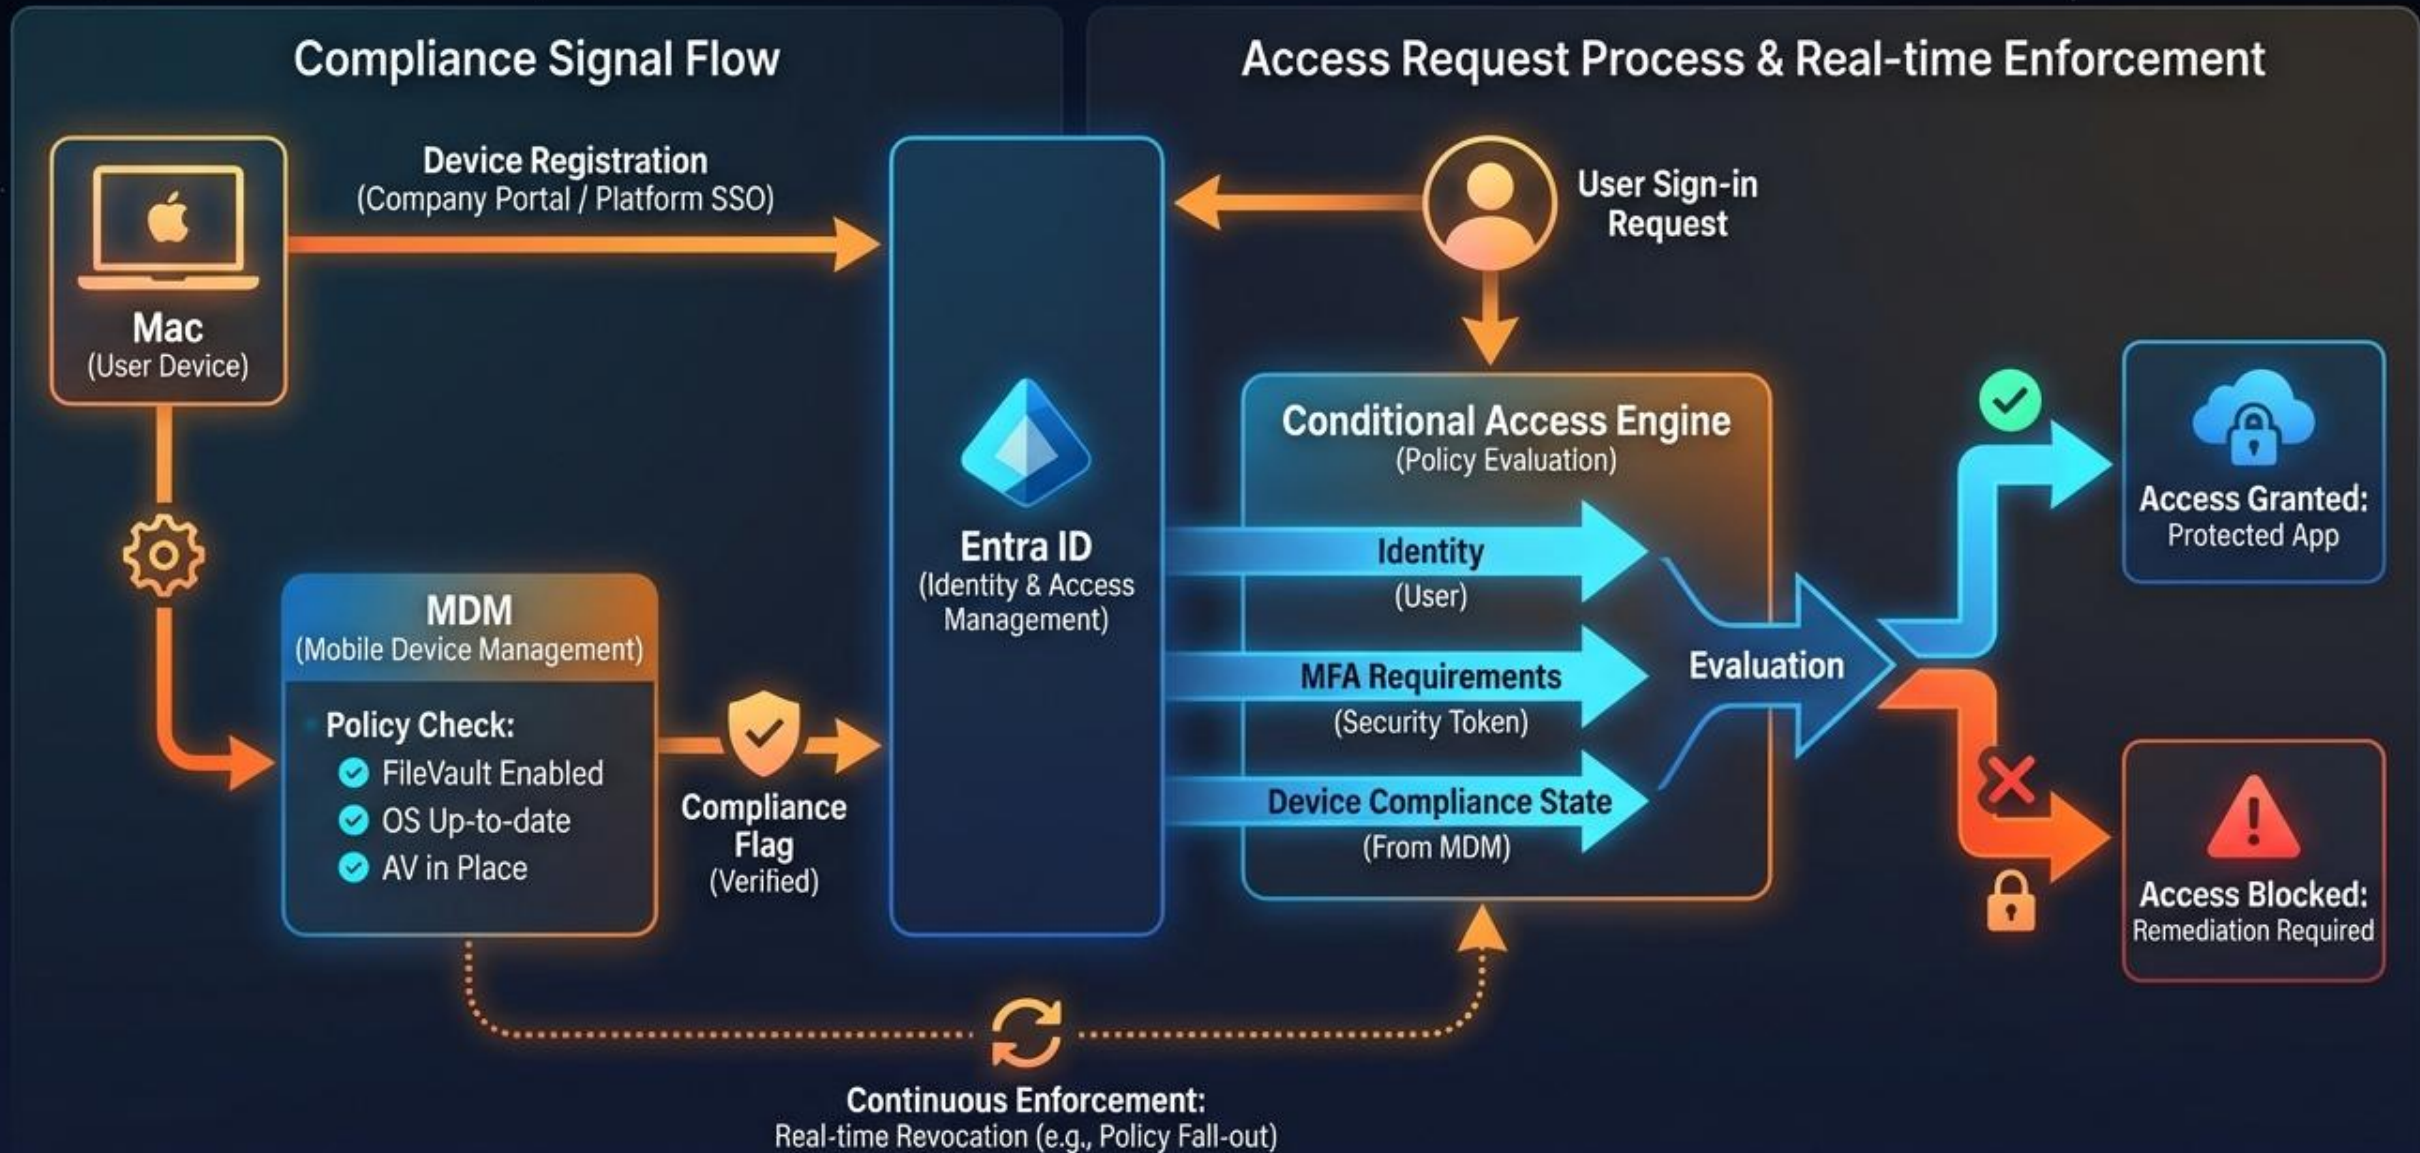 Compliance Signal Flow
Access Request Process & Real-time Enforcement
Device Registration
(Company Portal / Platform SSO)
Mac
(User Device)
MDM
(Mobile Device Management)
Policy Check:
FileVault Enabled
OS Up-to-date
AV in Place
Compliance
Flag
(Verified)
Entra ID
(Identity & Access
Management)
User Sign-in
Request
Conditional Access Engine
(Policy Evaluation)
Identity
(User)
MFA Requirements
(Security Token)
Device Compliance State
(From MDM)
Evaluation
Access Granted:
Protected App
Access Blocked:
Remediation Required
Continuous Enforcement:
Real-time Revocation (e.g., Policy Fall-out)